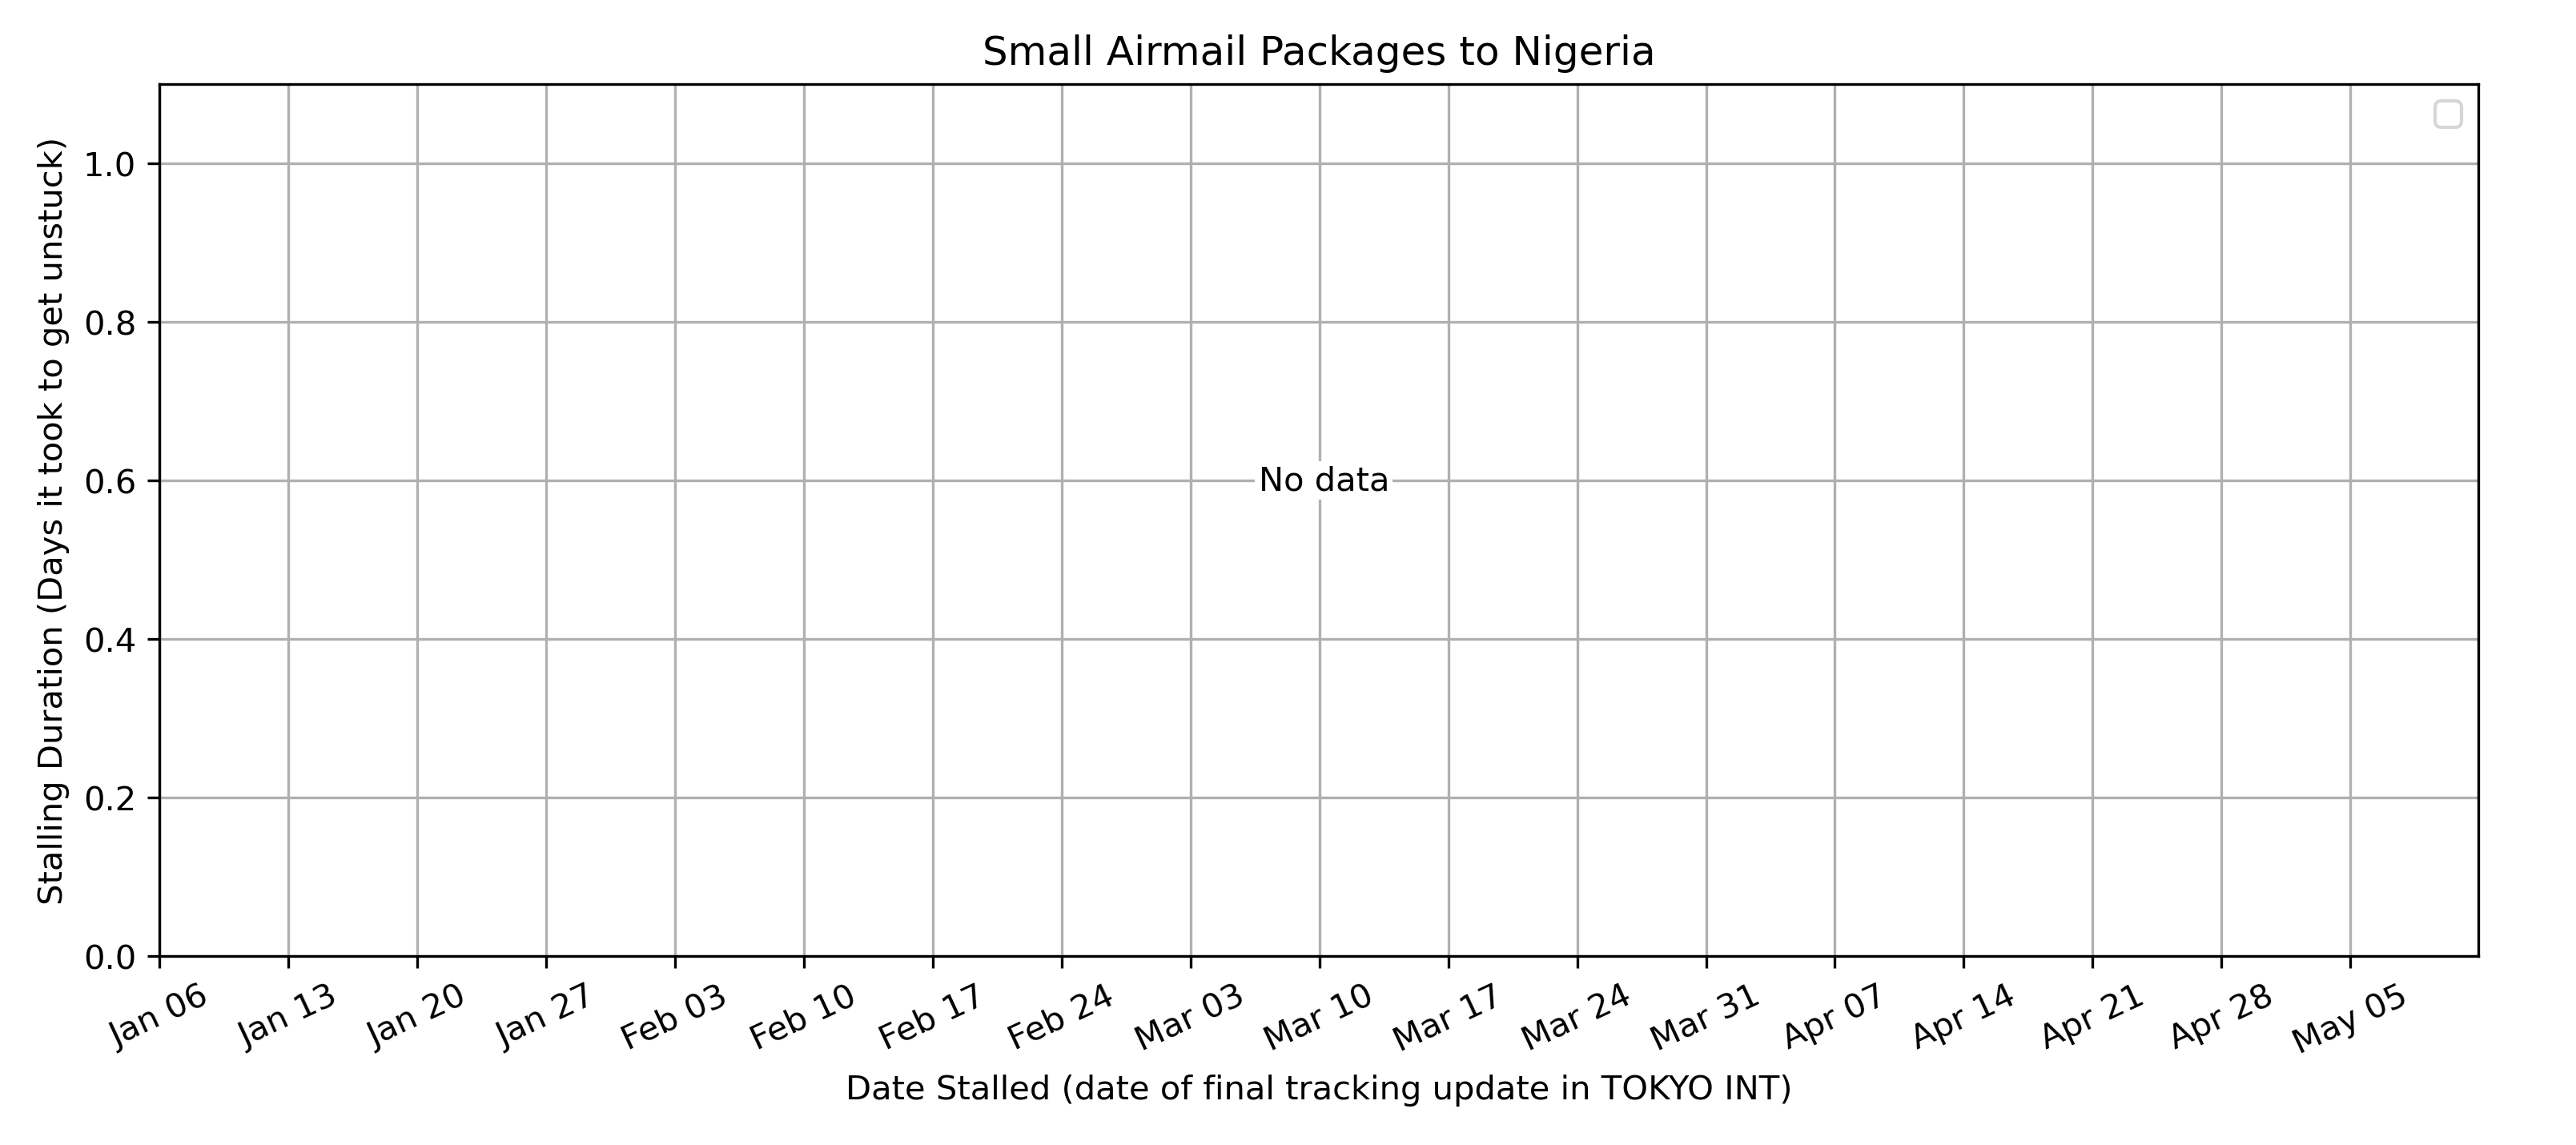 Small Airmail Packages to Nigeria
Stalling Duration (Days it took to get unstuck)
1.0
0.8
0.6
0.4
0.2
0.0
No data
Jan 06 Jan 13 Jan 20 Jan 27 Feb 03 Feb 10 Feb 17 Feb 24 Mar 03 Mar 10 Mar 17 Mar 24 Mar 31 Apr 07 Apr 14 Apr 21 Apr 28 May 05
Date Stalled (date of final tracking update in TOKYO INT)